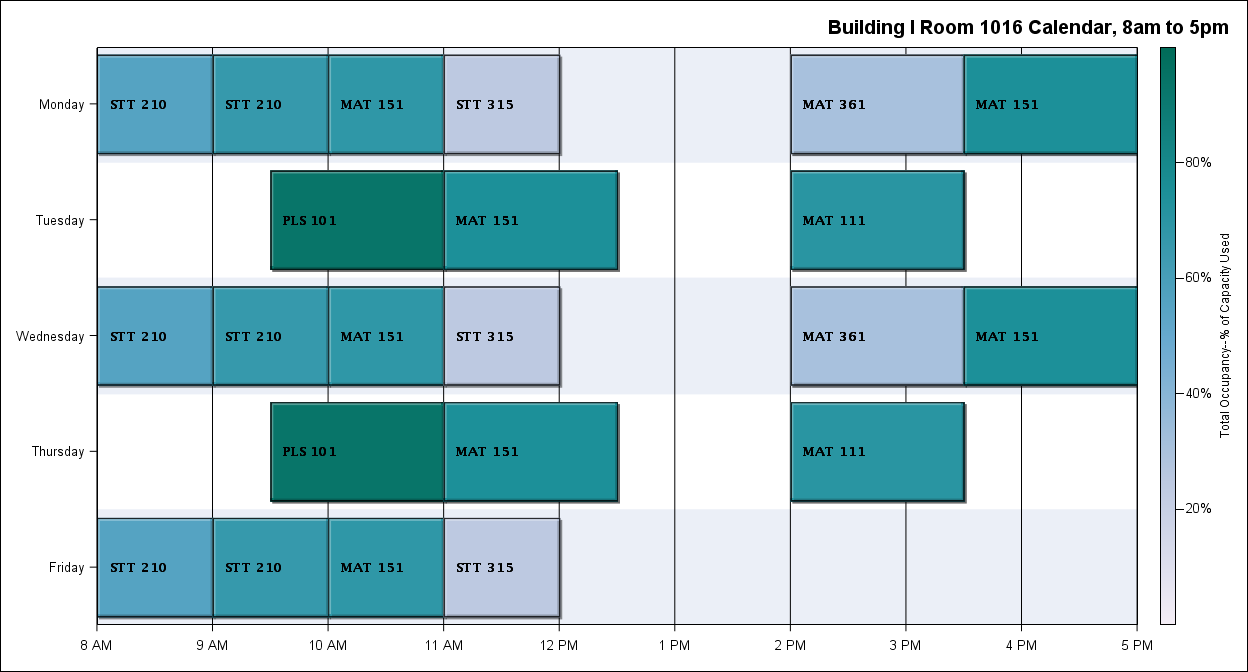 Building I Room 1016 Calendar, 8am to 5pm
Monday
STT 210
STT 210
MAT 151
STT 315
MAT 361
MAT 151
Tuesday
PLS 101
MAT 151
MAT 111
Wednesday
STT 210
STT 210
MAT 151
STT 315
MAT 361
MAT 151
Thursday
PLS 101
MAT 151
MAT 111
Friday
STT 210
STT 210
MAT 151
STT 315
8 AM
9 AM
10 AM
11 AM
12 PM
1 PM
2 PM
3 PM
4 PM
5 PM
80%
60%
40%
20%
Total Occupancy--% of Capacity Used